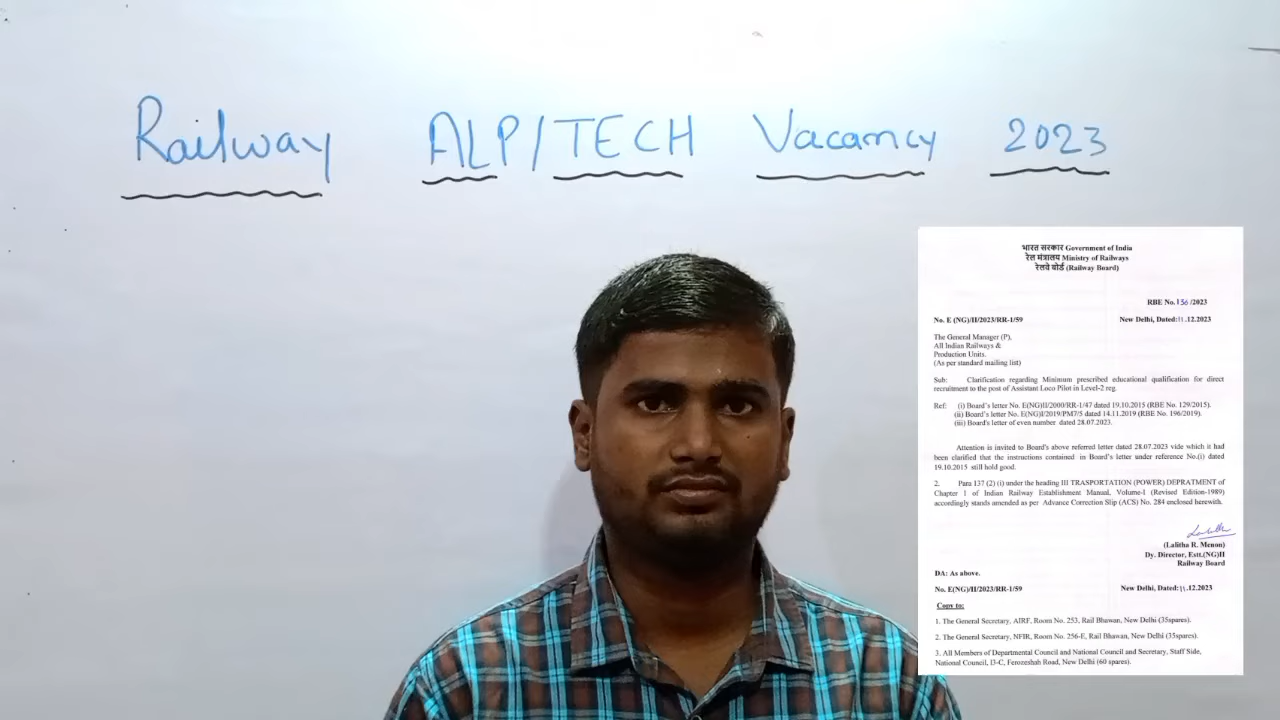 Railway ALP/TECH Vacancy 2023
भारत सरकार Government of India
रेल मंत्रालय Ministry of Railways
रेलवे बोर्ड (Railway Board)
RBE No. 136 /2023
No. E (NG)/II/2023/RR-1/59 New Delhi, Dated:11.12.2023
The General Manager (P),
All Indian Railways &
Production Units.
(As per standard mailing list)
Sub: Clarification regarding Minimum prescribed educational qualification for direct
recruitment to the post of Assistant Loco Pilot in Level-2 reg.
Ref: (i) Board's letter No. E(NG)II/2000/RR-1/47 dated 19.10.2015 (RBE No. 129/2015).
(ii) Board's letter No. E(NG)I/2019/PM7/5 dated 14.11.2019 (RBE No. 196/2019).
(iii) Board's letter of even number dated 28.07.2023.
Attention is invited to Board's above referred letter dated 28.07.2023 vide which it had
been clarified that the instructions contained in Board's letter under reference No.(i) dated
19.10.2015 still hold good.
2. Para 137 (2) (i) under the heading III TRASPORTATION (POWER) DEPRATMENT of
Chapter 1 of Indian Railway Establishment Manual, Volume-I (Revised Edition-1989)
accordingly stands amended as per Advance Correction Slip (ACS) No. 284 enclosed herewith.
(Lalitha R. Menon)
Dy. Director, Estt.(NG)II
Railway Board
DA: As above.
No. E(NG)/II/2023/RR-1/59 New Delhi, Dated:11.12.2023
Copy to:
1. The General Secretary, AIRF, Room No. 253, Rail Bhawan, New Delhi (35spares).
2. The General Secretary, NFIR, Room No. 256-E, Rail Bhawan, New Delhi (35spares).
3. All Members of Departmental Council and National Council and Secretary, Staff Side,
National Council, 13-C, Ferozeshah Road, New Delhi (60 spares).